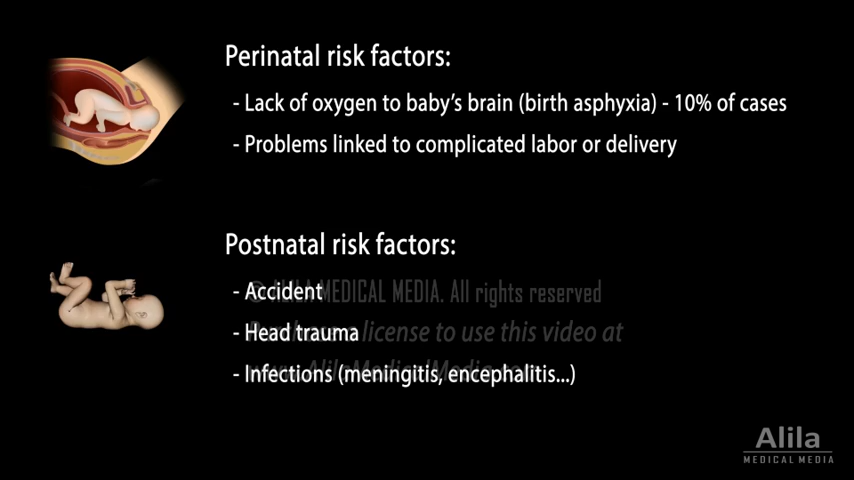 Perinatal risk factors:
- Lack of oxygen to baby's brain (birth asphyxia) - 10% of cases
- Problems linked to complicated labor or delivery
Postnatal risk factors:
- Accident
© ALILA MEDICAL MEDIA. All rights reserved
- Head trauma
license to use this video at
- Infections (meningitis, encephalitis...)
Alila
MEDICAL MEDIA